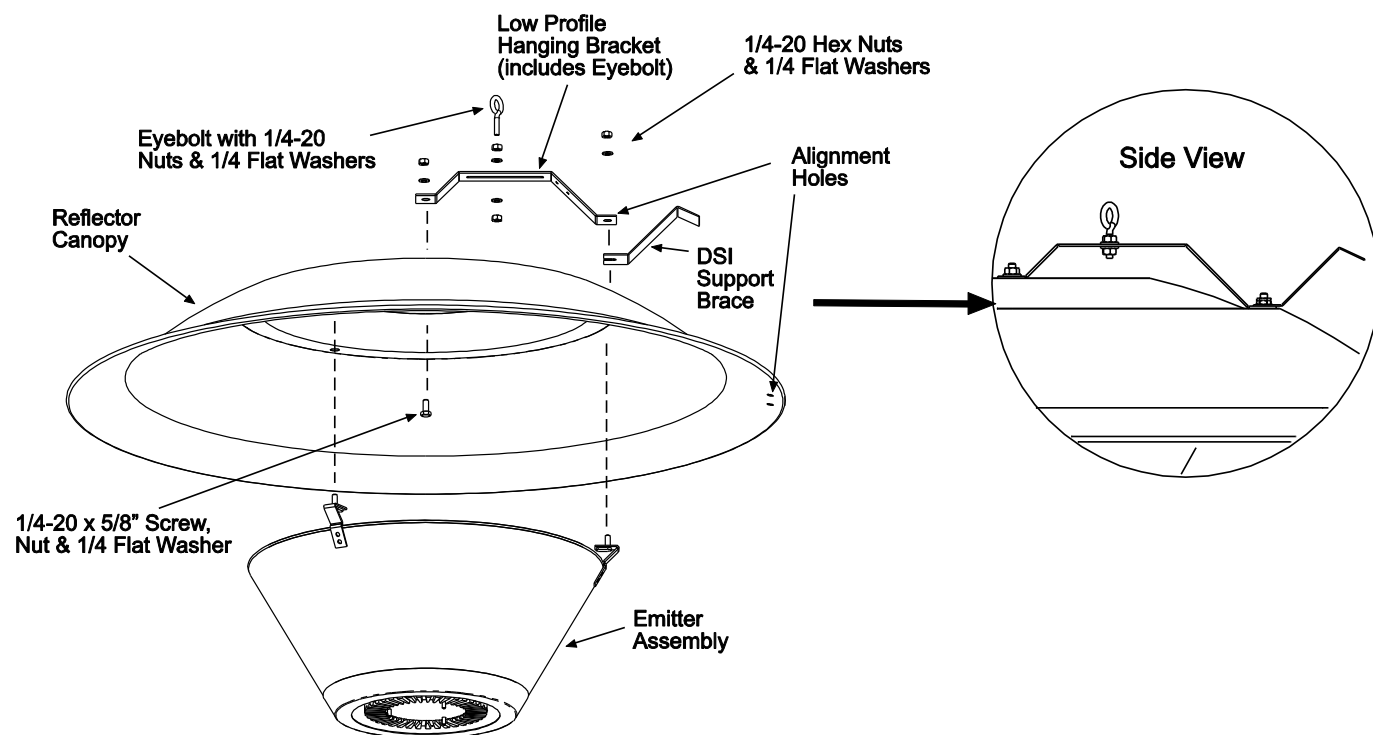 Low Profile
Hanging Bracket
(includes Eyebolt)
1/4-20 Hex Nuts
& 1/4 Flat Washers
Eyebolt with 1/4-20
Nuts & 1/4 Flat Washers
Alignment
Holes
Side View
Reflector
Canopy
DSI
Support
Brace
1/4-20 x 5/8” Screw,
Nut & 1/4 Flat Washer
Emitter
Assembly